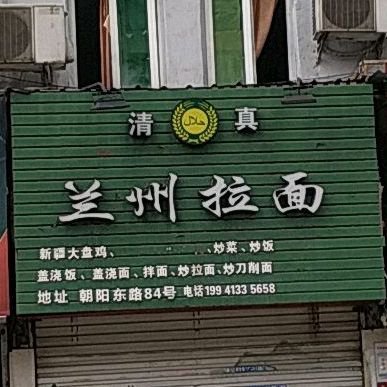 清 حلال 真
兰州拉面
新疆大盘鸡、 、炒菜、炒饭
盖浇饭、盖浇面、拌面、炒拉面、炒刀削面
地址 朝阳东路84号 电话199 4133 5658